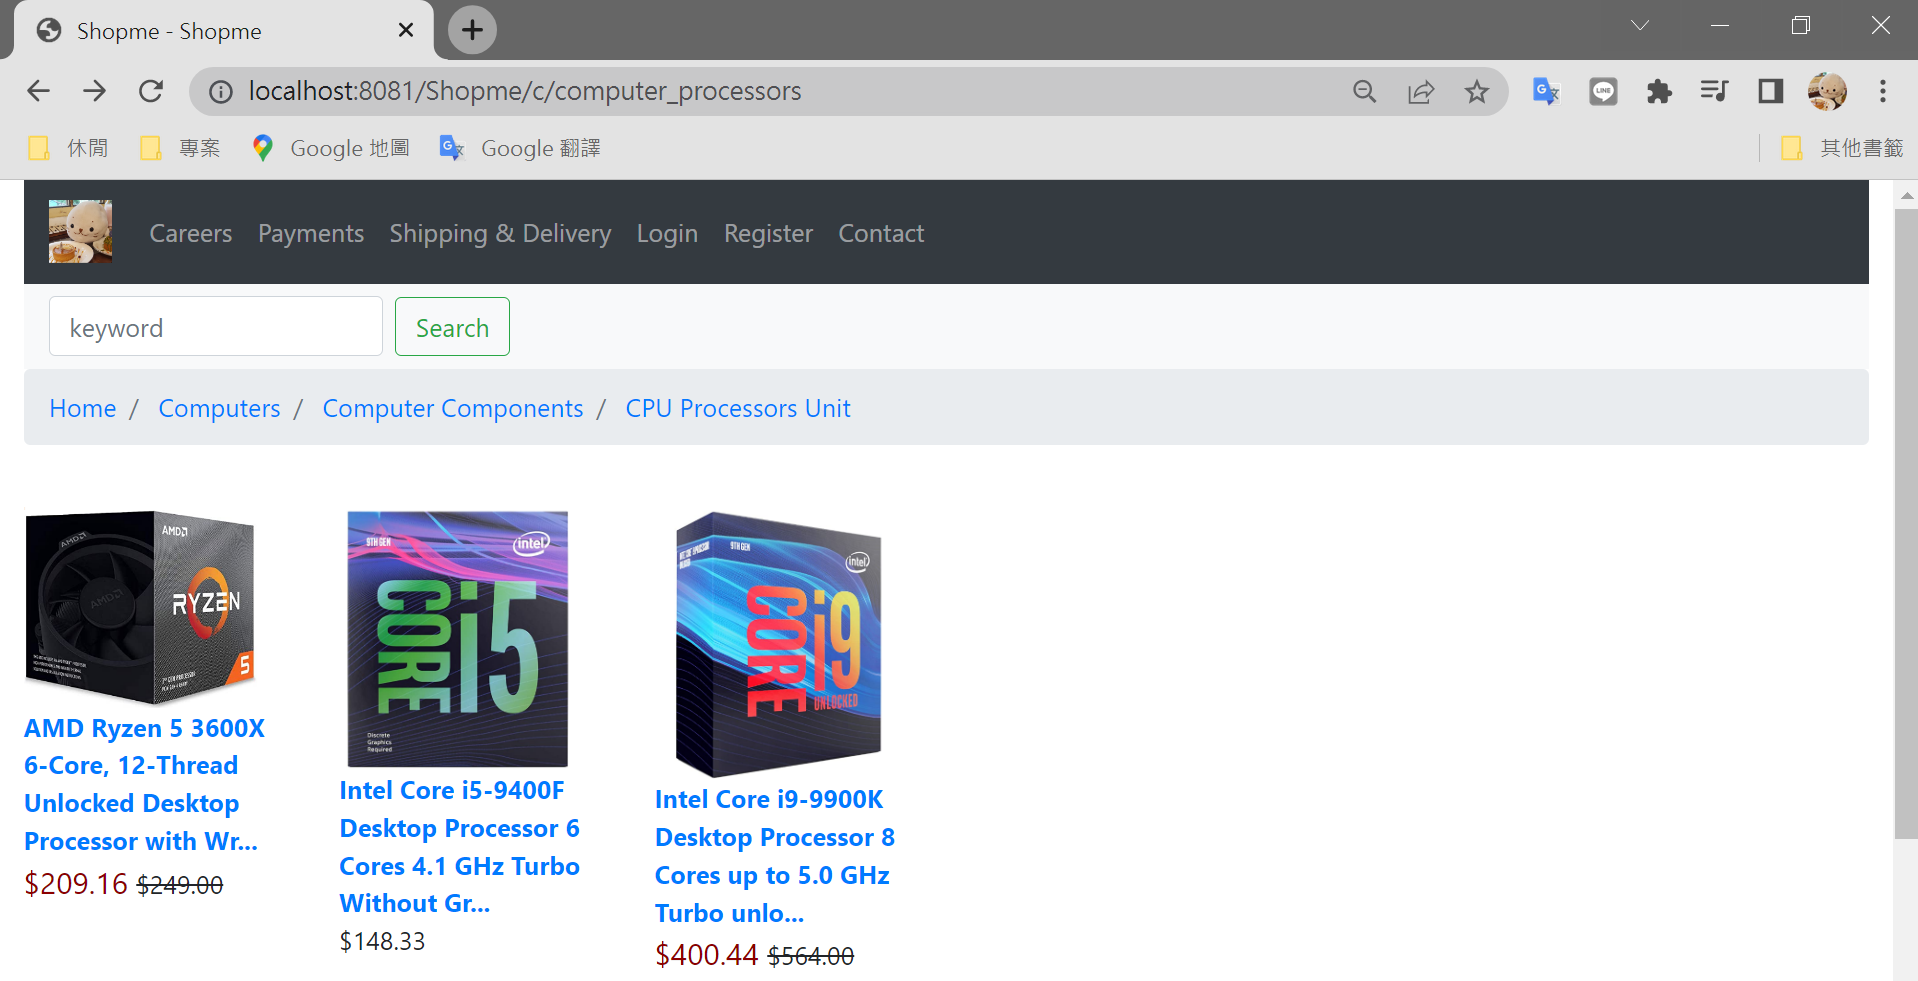 Shopme - Shopme
localhost:8081/Shopme/c/computer_processors
休閒 專案 Google 地圖 Google 翻譯 其他書籤
Careers Payments Shipping & Delivery Login Register Contact
keyword Search
Home / Computers / Computer Components / CPU Processors Unit
AMD
AMD
RYZEN
5
AMD Ryzen 5 3600X
6-Core, 12-Thread
Unlocked Desktop
Processor with Wr...
$209.16 $249.00
9TH GEN
intel
CORE i5
Discrete
Graphics
Required
Intel Core i5-9400F
Desktop Processor 6
Cores 4.1 GHz Turbo
Without Gr...
$148.33
9TH GEN
intel
CORE i9
UNLOCKED
Intel Core i9-9900K
Desktop Processor 8
Cores up to 5.0 GHz
Turbo unlo...
$400.44 $564.00